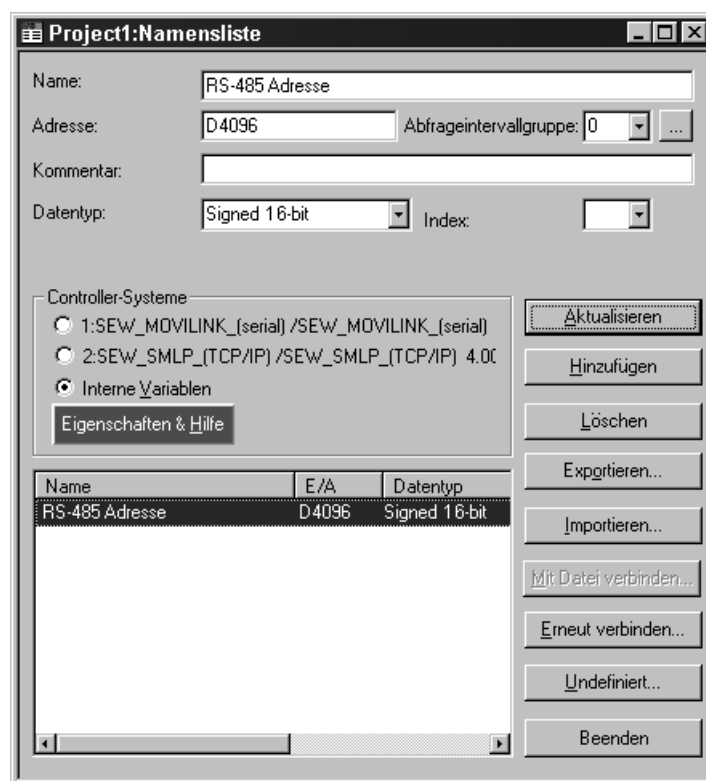 Project1:Namensliste
Name: RS-485 Adresse
Adresse: D4096 Abfrageintervallgruppe: 0 ...
Kommentar:
Datentyp: Signed 16-bit Index:
Controller-Systeme
1:SEW_MOVILINK_(serial) /SEW_MOVILINK_(serial)
2:SEW_SMLP_(TCP/IP) /SEW_SMLP_(TCP/IP) 4.00
Interne Variablen
Eigenschaften & Hilfe
Aktualisieren
Hinzufügen
Löschen
Exportieren...
Importieren...
Mit Datei verbinden...
Erneut verbinden...
Undefiniert...
Beenden
Name E/A Datentyp
RS-485 Adresse D4096 Signed 16-bit